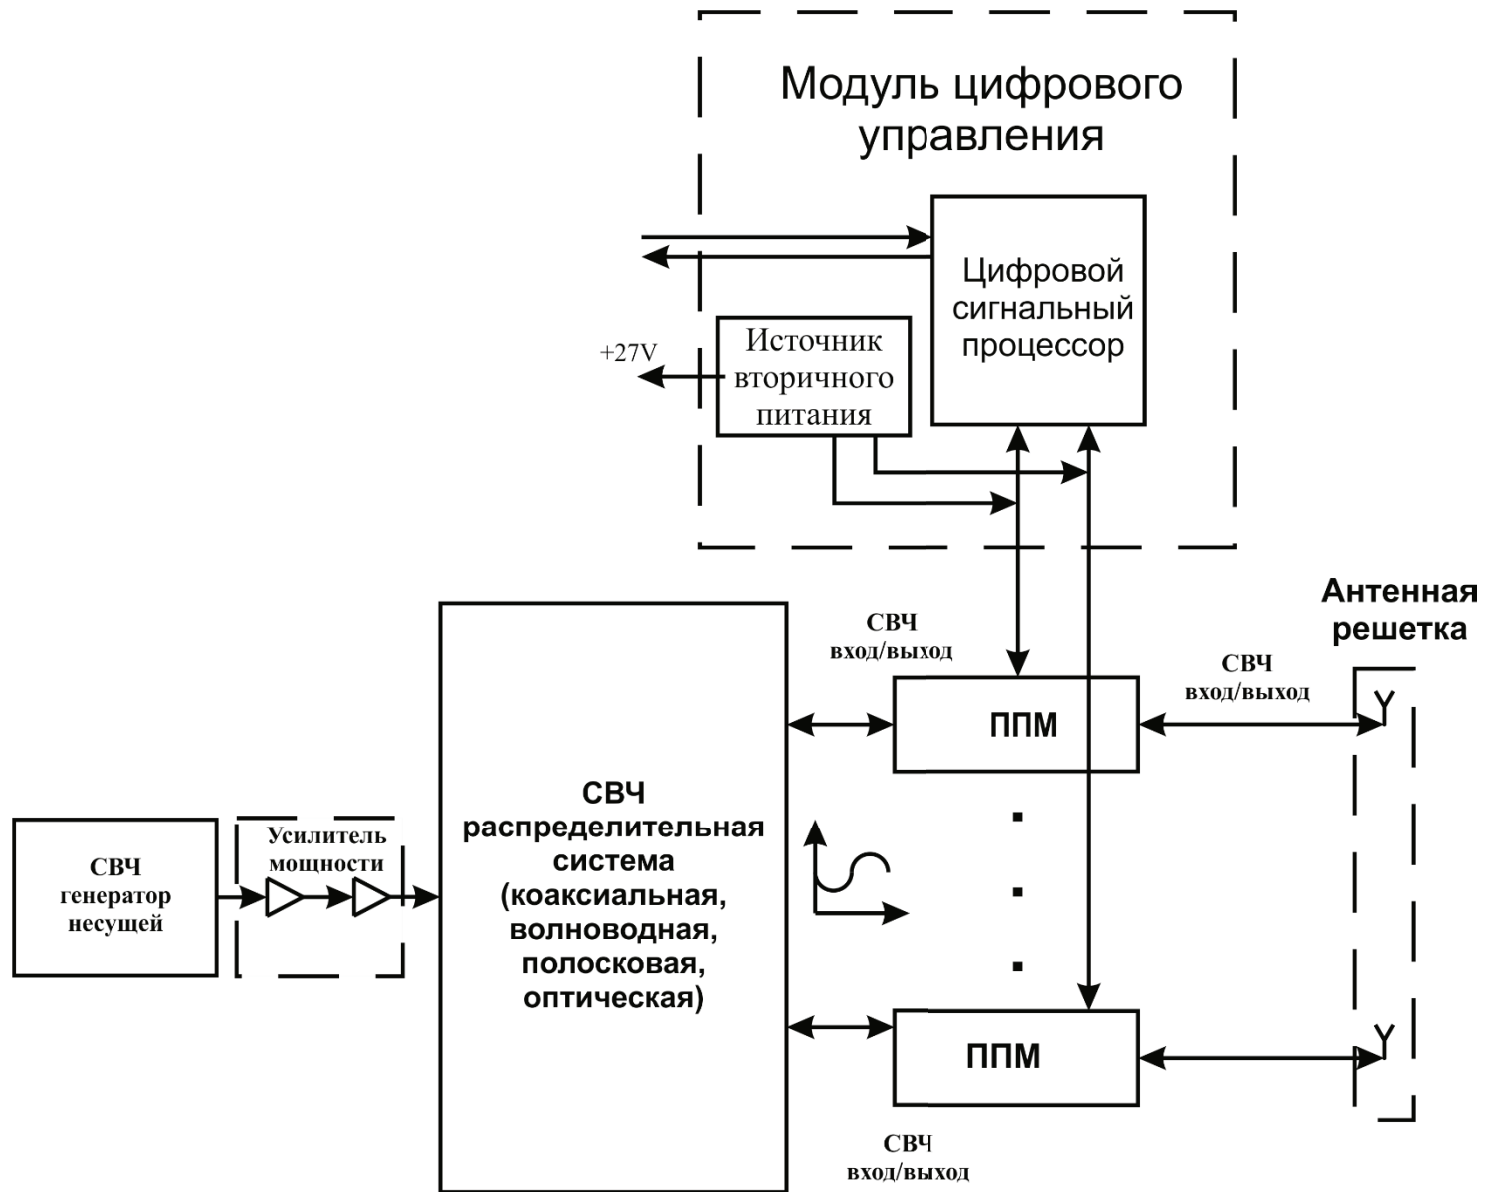 Модуль цифрового
управления
Цифровой
сигнальный
процессор
+27V
Источник
вторичного
питания
Антенная
решетка
СВЧ
вход/выход
СВЧ
вход/выход
ППМ
СВЧ
распределительная
система
(коаксиальная,
волноводная,
полосковая,
оптическая)
Усилитель
мощности
СВЧ
генератор
несущей
ППМ
СВЧ
вход/выход